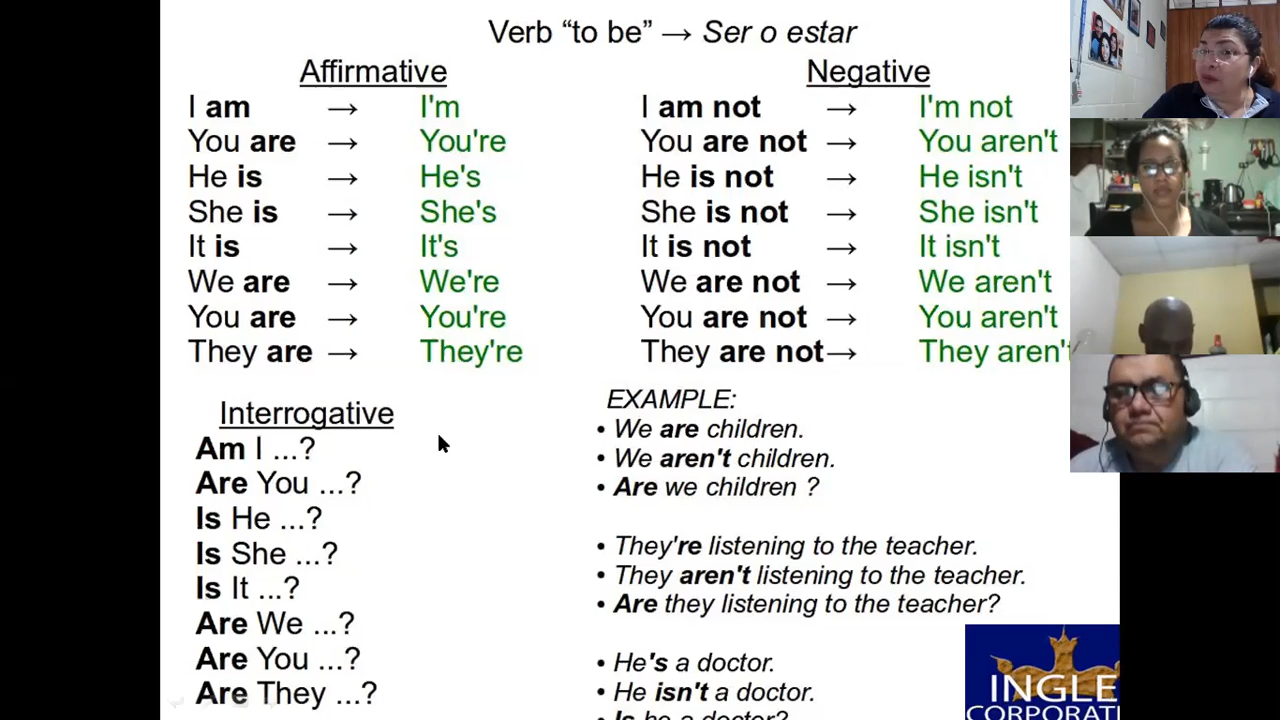 Verb “to be” → Ser o estar
Affirmative
I am → I'm
You are → You're
He is → He's
She is → She's
It is → It's
We are → We're
You are → You're
They are → They're
Negative
I am not → I'm not
You are not → You aren't
He is not → He isn't
She is not → She isn't
It is not → It isn't
We are not → We aren't
You are not → You aren't
They are not→ They aren't
Interrogative
Am I ...?
Are You ...?
Is He ...?
Is She ...?
Is It ...?
Are We ...?
Are You ...?
Are They ...?
EXAMPLE:
• We are children.
• We aren't children.
• Are we children ?
• They're listening to the teacher.
• They aren't listening to the teacher.
• Are they listening to the teacher?
• He's a doctor.
• He isn't a doctor.
• Is he a doctor?
INGLE
CORPORAT